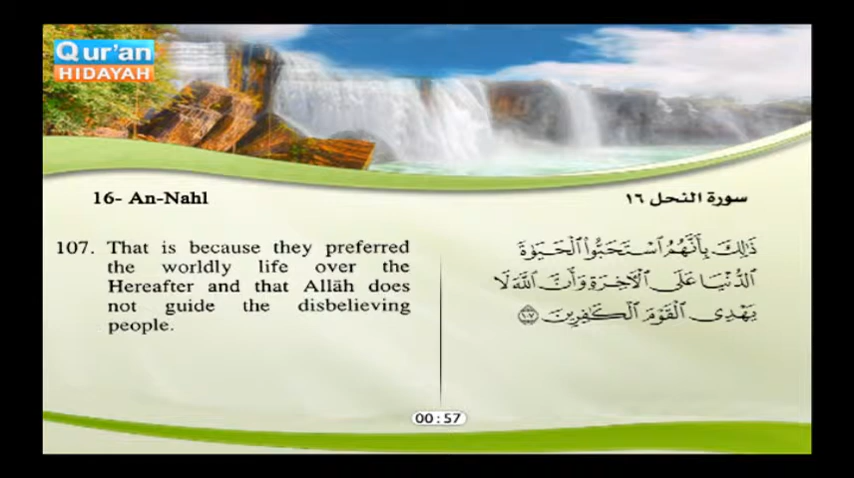 Qur'an
HIDAYAH
16- An-Nahl
سورة النحل ١٦
107. That is because they preferred
the worldly life over the
Hereafter and that Allāh does
not guide the disbelieving
people.
ذَٰلِكَ بِأَنَّهُمُ ٱسْتَحَبُّوا۟ ٱلْحَيَوٰةَ
ٱلدُّنْيَا عَلَى ٱلْـَٔاخِرَةِ وَأَنَّ ٱللَّهَ لَا
يَهْدِى ٱلْقَوْمَ ٱلْكَـٰفِرِينَ ١٠٧
00:57